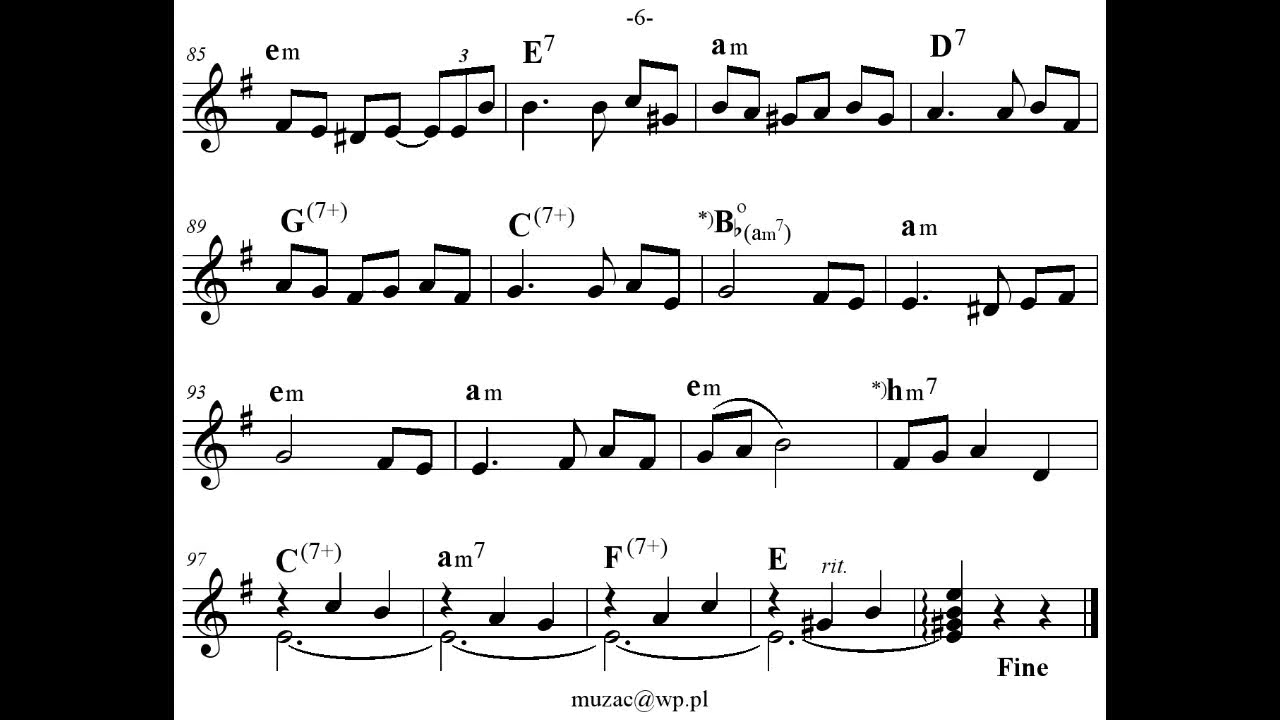 -6-
85 em E7 am D7
3
89 G(7+) C(7+) *)B♭o(am7) am
93 em am em *)hm7
97 C(7+) am7 F(7+) E rit.
Fine
muzac@wp.pl